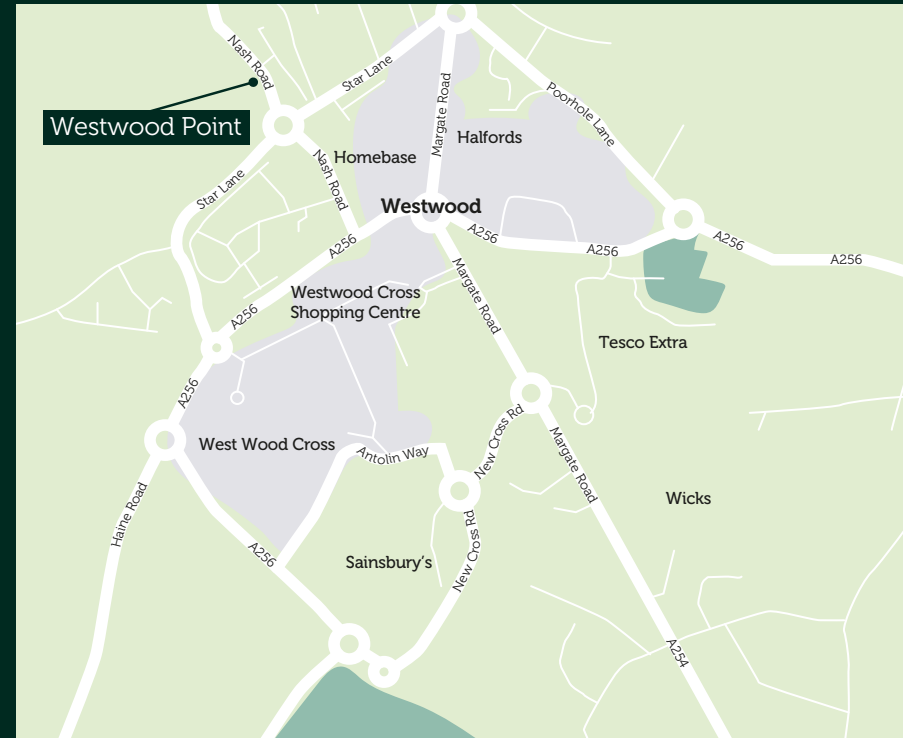 Nash Road
Star Lane
Margate Road
Poorhole Lane
Westwood Point
Halfords
Homebase
Nash Road
Star Lane
Westwood
A256
A256
A256
A256
A256
Westwood Cross
Shopping Centre
Margate Road
A256
Tesco Extra
A256
New Cross Rd
West Wood Cross
Antolin Way
Margate Road
Wicks
Haine Road
A256
Sainsbury's
New Cross Rd
A254